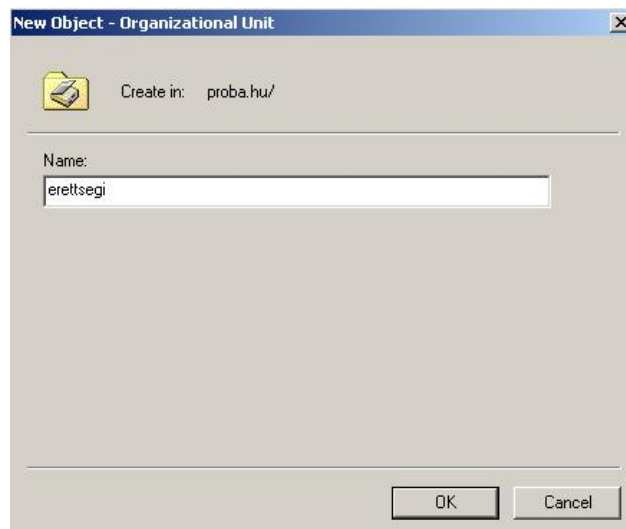 New Object - Organizational Unit
Create in: proba.hu/
Name:
erettsegi
OK Cancel